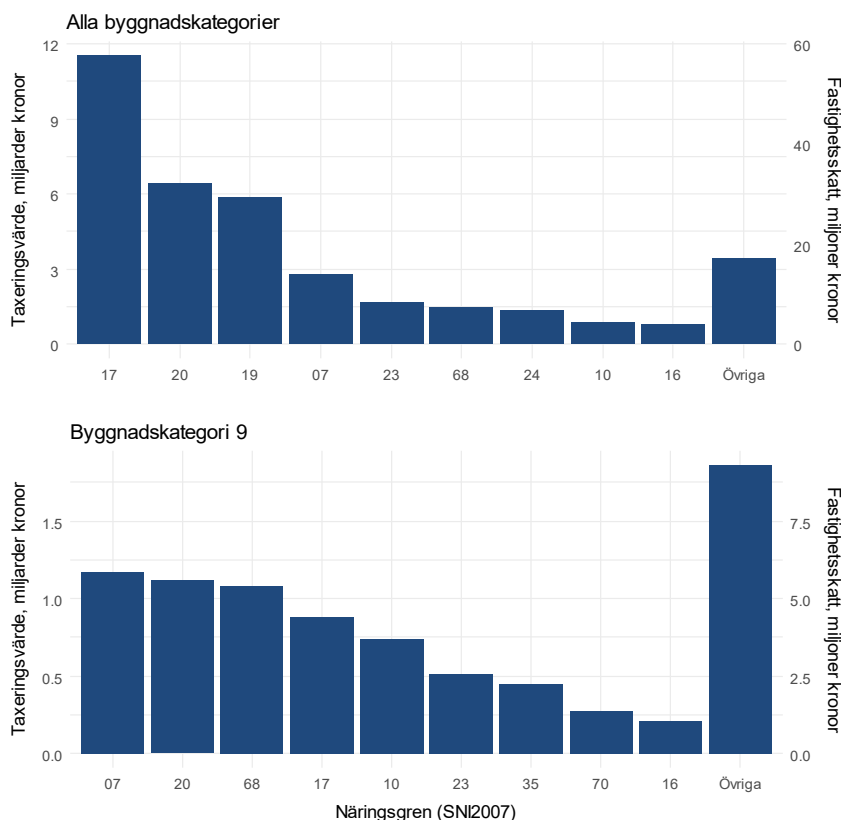 Alla byggnadskategorier
Taxeringsvärde, miljarder kronor
12
9
6
3
0
60
40
20
0
Fastighetsskatt, miljoner kronor
17 20 19 07 23 68 24 10 16 Övriga
Byggnadskategori 9
Taxeringsvärde, miljarder kronor
1.5
1.0
0.5
0.0
7.5
5.0
2.5
0.0
Fastighetsskatt, miljoner kronor
07 20 68 17 10 23 35 70 16 Övriga
Näringsgren (SNI2007)